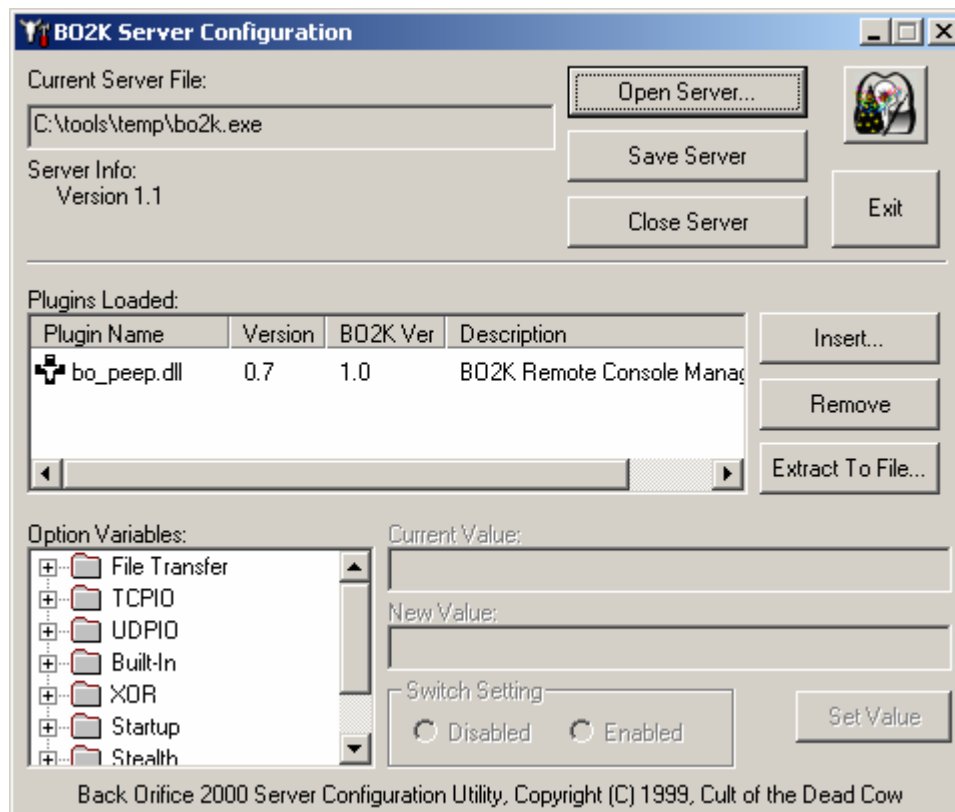 BO2K Server Configuration
Current Server File:
C:\tools\temp\bo2k.exe
Server Info:
Version 1.1
Open Server...
Save Server
Close Server
Exit
Plugins Loaded:
Plugin Name Version BO2K Ver Description
bo_peep.dll 0.7 1.0 BO2K Remote Console Manag
Insert...
Remove
Extract To File...
Option Variables:
File Transfer
TCPIO
UDPIO
Built-In
XOR
Startup
Stealth
Current Value:
New Value:
Switch Setting
Disabled Enabled
Set Value
Back Orifice 2000 Server Configuration Utility, Copyright (C) 1999, Cult of the Dead Cow